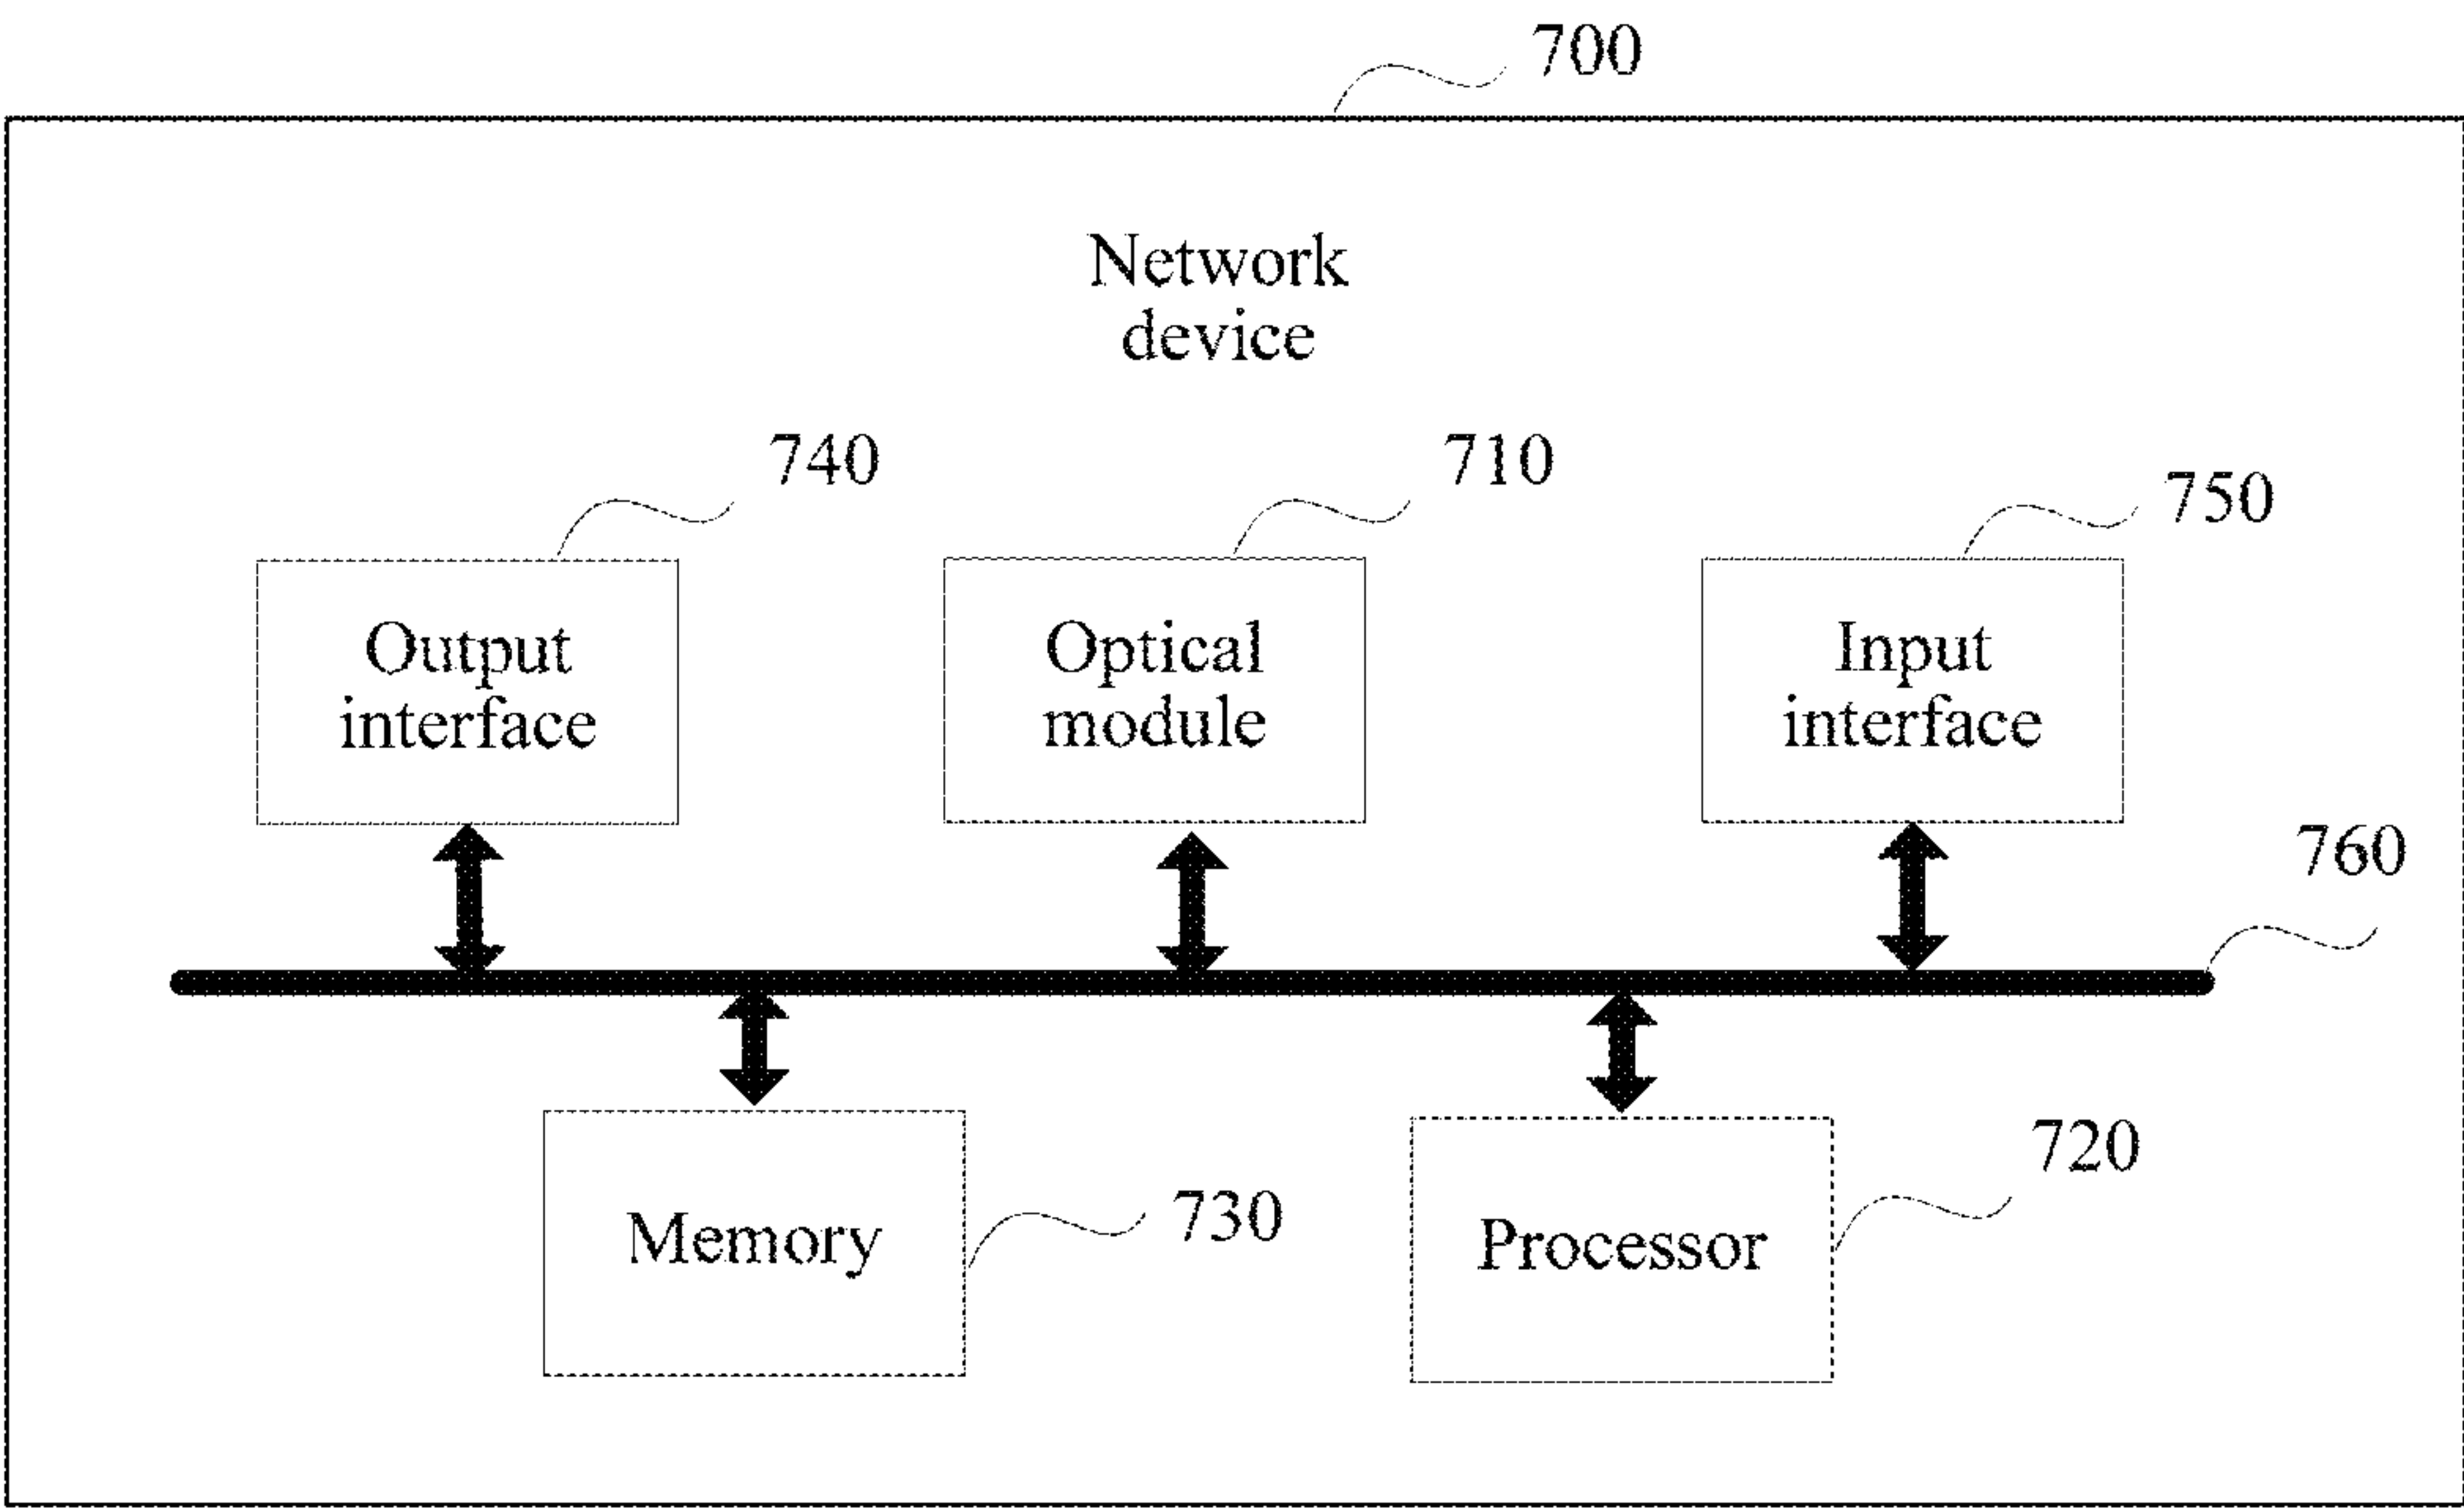 700
Network
device
740
710
750
Output
interface
Optical
module
Input
interface
760
720
Memory
730
Processor